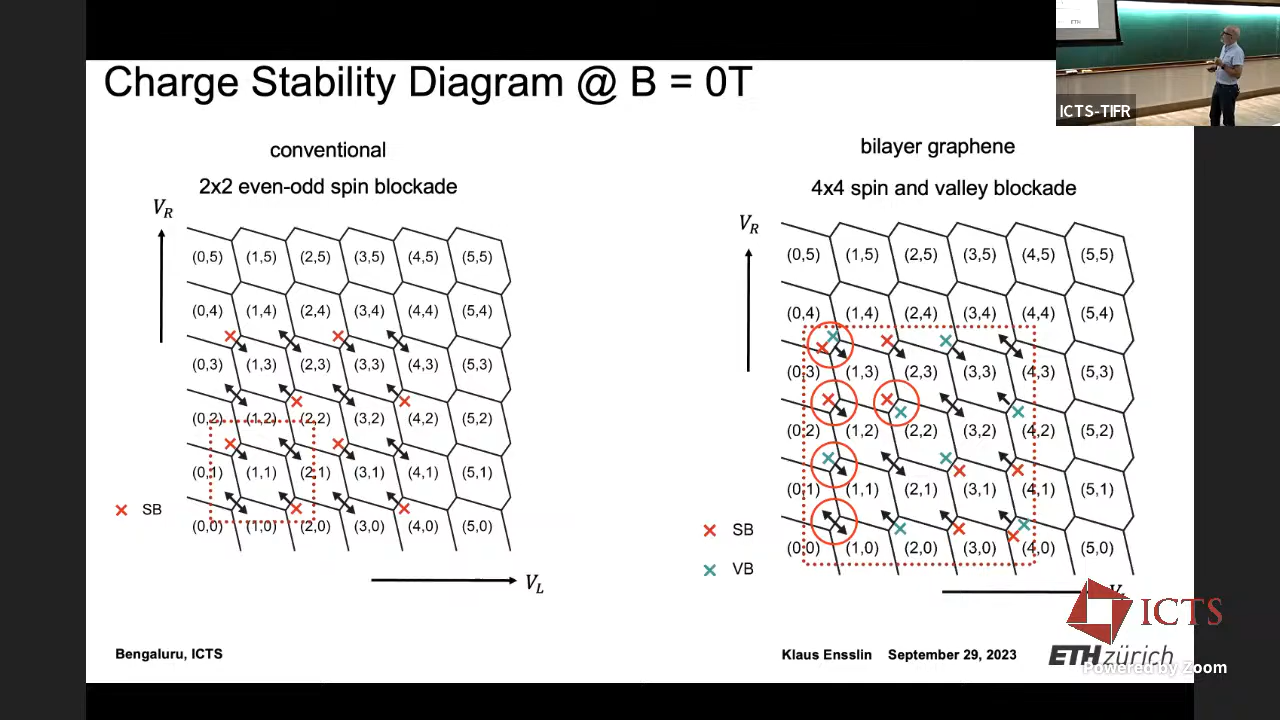 Charge Stability Diagram @ B = 0T
ETH
ICTS-TIFR
conventional
2x2 even-odd spin blockade
V_R
(0,5) (1,5) (2,5) (3,5) (4,5) (5,5)
(0,4) (1,4) (2,4) (3,4) (4,4) (5,4)
(0,3) (1,3) (2,3) (3,3) (4,3) (5,3)
(0,2) (1,2) (2,2) (3,2) (4,2) (5,2)
(0,1) (1,1) (2,1) (3,1) (4,1) (5,1)
(0,0) (1,0) (2,0) (3,0) (4,0) (5,0)
SB
V_L
bilayer graphene
4x4 spin and valley blockade
V_R
(0,5) (1,5) (2,5) (3,5) (4,5) (5,5)
(0,4) (1,4) (2,4) (3,4) (4,4) (5,4)
(0,3) (1,3) (2,3) (3,3) (4,3) (5,3)
(0,2) (1,2) (2,2) (3,2) (4,2) (5,2)
(0,1) (1,1) (2,1) (3,1) (4,1) (5,1)
(0,0) (1,0) (2,0) (3,0) (4,0) (5,0)
SB
VB
ICTS
Bengaluru, ICTS
Klaus Ensslin September 29, 2023
ETH zürich
Powered by Zoom